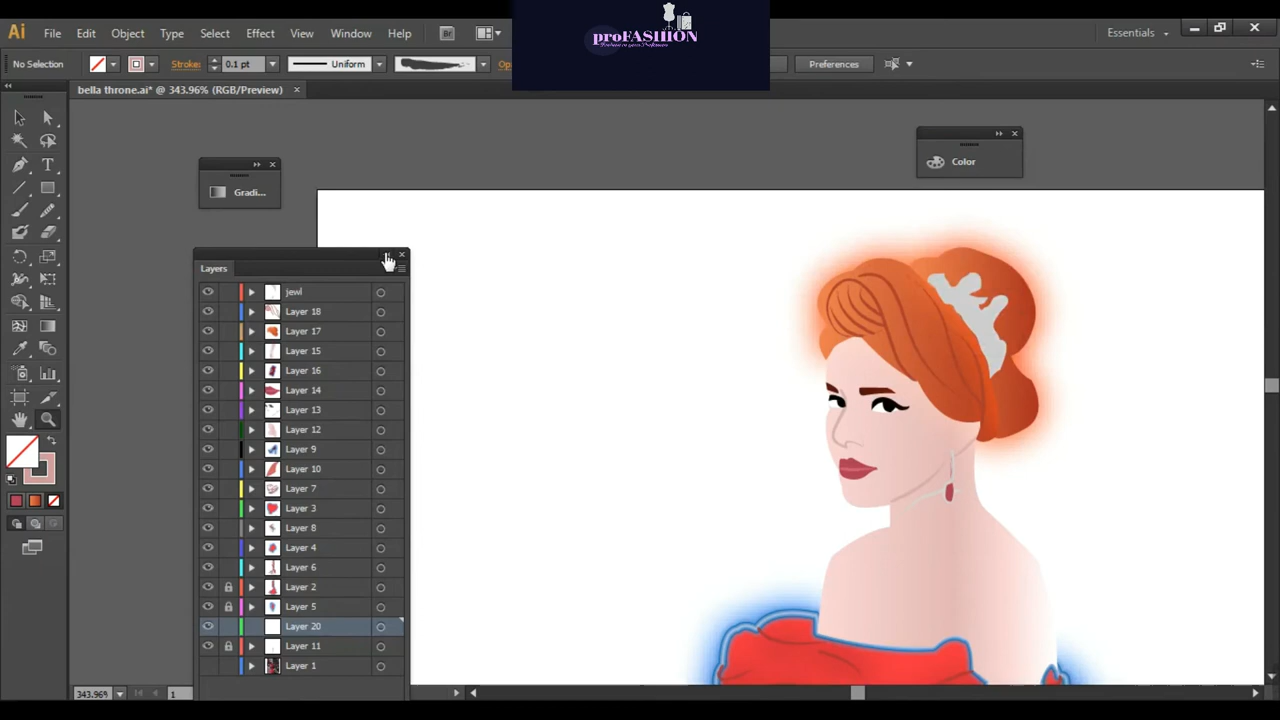 Ai File Edit Object Type Select Effect View Window Help Br Essentials
proFASHION
No Selection Stroke: 0.1 pt Uniform Preferences
bella throne.ai* @ 343.96% (RGB/Preview)
Color
Gradi...
Layers
jewl
Layer 18
Layer 17
Layer 15
Layer 16
Layer 14
Layer 13
Layer 12
Layer 9
Layer 10
Layer 7
Layer 3
Layer 8
Layer 4
Layer 6
Layer 2
Layer 5
Layer 20
Layer 11
Layer 1
343.96% 1